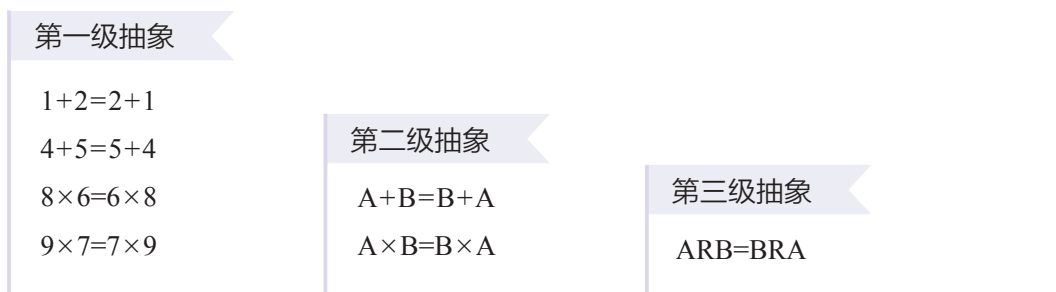 第一级抽象
1+2=2+1
4+5=5+4
8×6=6×8
9×7=7×9
第二级抽象
A+B=B+A
A×B=B×A
第三级抽象
ARB=BRA